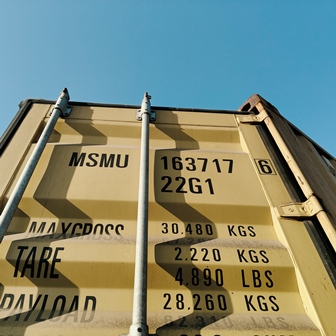 MSMU 163717 6
22G1
MAXGROSS 30.480 KGS
TARE 2.220 KGS
4.890 LBS
PAYLOAD 28.260 KGS